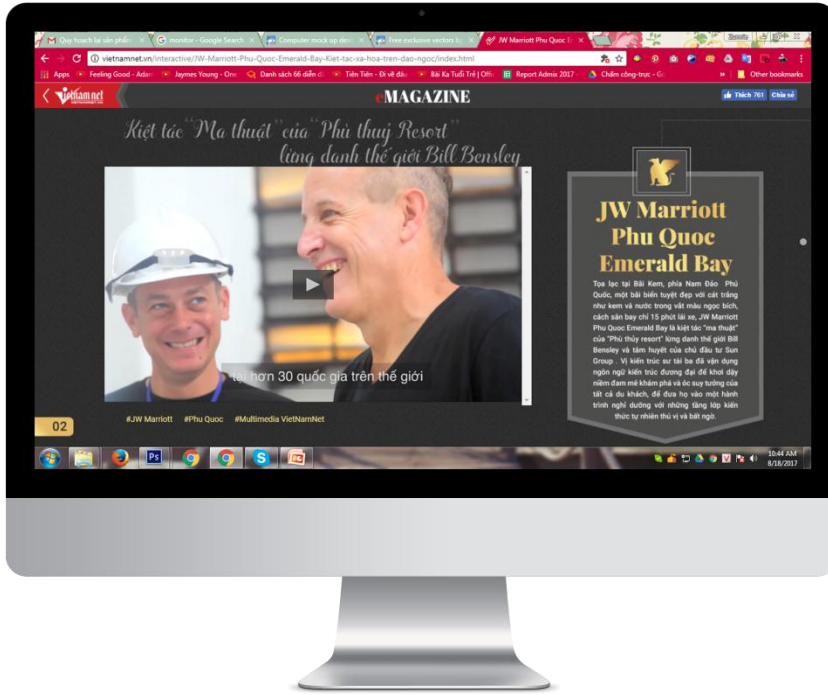 Quy hoạch lại sản phẩm
monitor - Google Search
Computer mock up des
Free exclusive vectors
JW Marriott Phu Quoc E
vietnamnet.vn/interactive/JW-Marriott-Phu-Quoc-Emerald-Bay-Kiet-tac-xa-hoa-tren-dao-ngoc/index.html
Apps
Feeling Good - Adam
Jaymes Young - One
Danh sách 66 diễn đ
Tiên Tiên - Đi về đâu
Bài Ka Tuổi Trẻ | Offi
Report Admix 2017 -
Chấm công-trực - Go
Other bookmarks
Vietnamnet
eMAGAZINE
Thích 761
Chia sẻ
Kiệt tác "Ma thuật" của "Phù thuỷ Resort"
lừng danh thế giới Bill Bensley
tại hơn 30 quốc gia trên thế giới
#JW Marriott #Phu Quoc #Multimedia VietNamNet
02
JW Marriott
Phu Quoc
Emerald Bay
Tọa lạc tại Bãi Kem, phía Nam Đảo Phú
Quốc, một bãi biển tuyệt đẹp với cát trắng
như kem và nước trong vắt màu ngọc bích,
cách sân bay chỉ 15 phút lái xe, JW Marriott
Phu Quoc Emerald Bay là kiệt tác "ma thuật"
của "Phù thủy resort" lừng danh thế giới Bill
Bensley và tâm huyết của chủ đầu tư Sun
Group . Vị kiến trúc sư tài ba đã vận dụng
ngôn ngữ kiến trúc đương đại để khơi dậy
niềm đam mê khám phá và óc suy tưởng của
tất cả du khách, để đưa họ vào một hành
trình nghỉ dưỡng với những tầng lớp kiến
thức tự nhiên thú vị và bất ngờ.
Ps
10:44 AM
8/18/2017